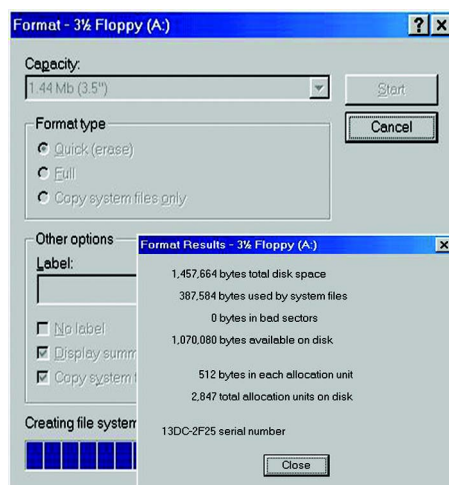 Format - 3½ Floppy (A:)
Capacity:
1.44 Mb (3.5")
Start
Cancel
Format type
Quick (erase)
Full
Copy system files only
Other options
Label:
No label
Display summ
Copy system f
Creating file system
Format Results - 3½ Floppy (A:)
1,457,664 bytes total disk space
387,584 bytes used by system files
0 bytes in bad sectors
1,070,080 bytes available on disk
512 bytes in each allocation unit
2,847 total allocation units on disk
13DC-2F25 serial number
Close